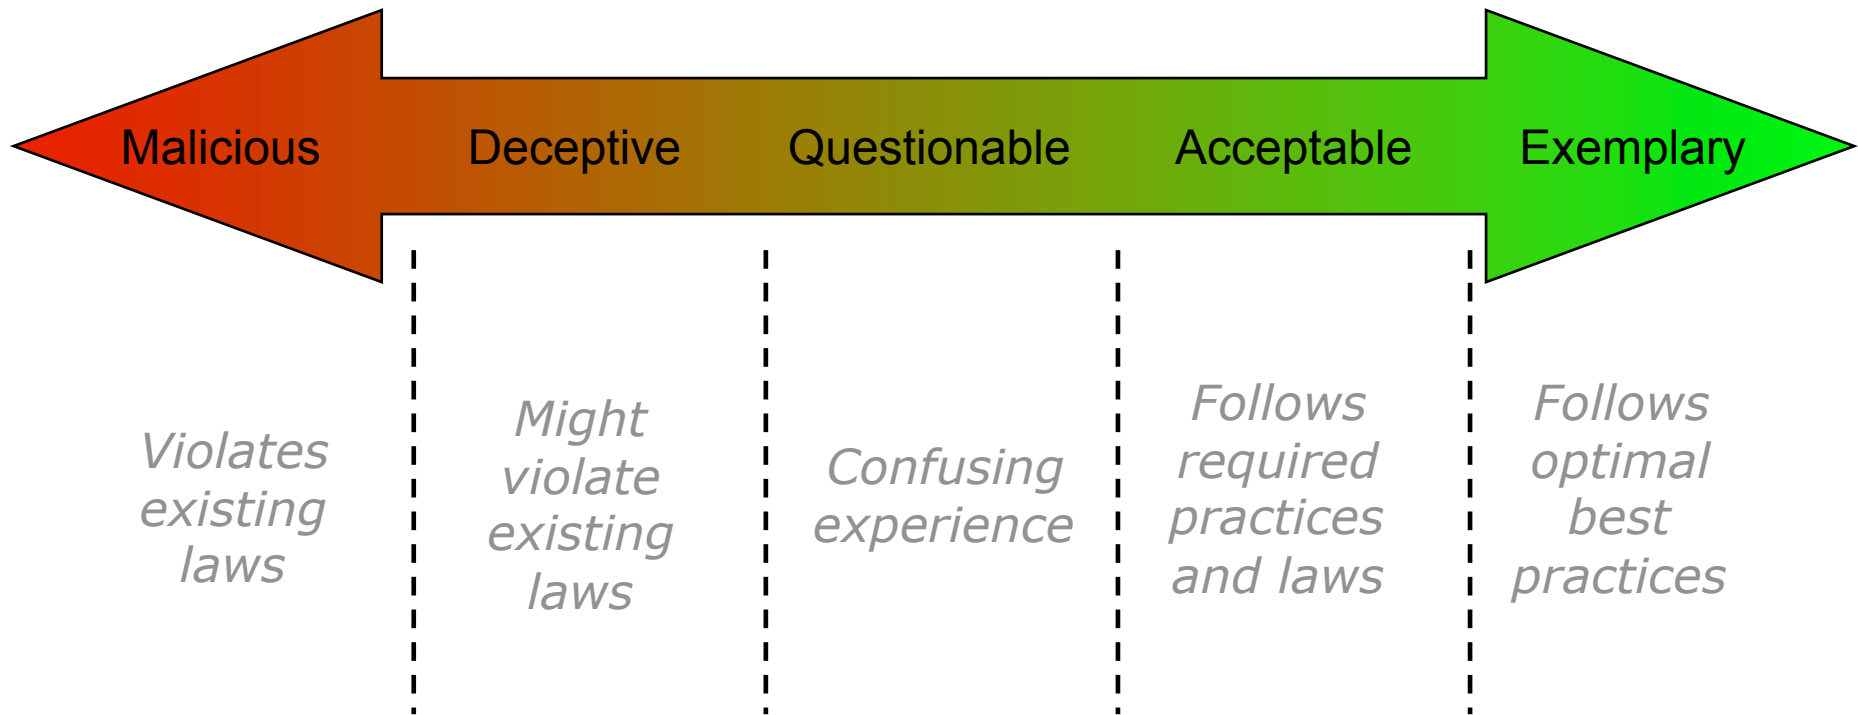 Malicious
Deceptive
Questionable
Acceptable
Exemplary
Violates
existing
laws
Might
violate
existing
laws
Confusing
experience
Follows
required
practices
and laws
Follows
optimal
best
practices